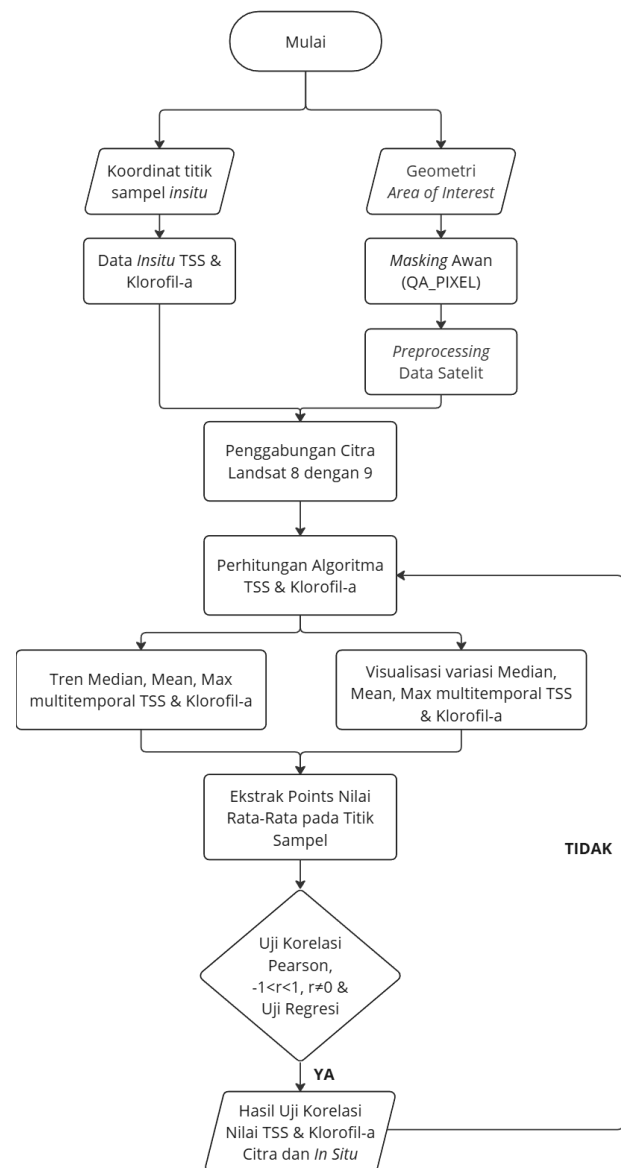 Mulai
Koordinat titik
sampel insitu
Geometri
Area of Interest
Data Insitu TSS &
Klorofil-a
Masking Awan
(QA_PIXEL)
Preprocessing
Data Satelit
Penggabungan Citra
Landsat 8 dengan 9
Perhitungan Algoritma
TSS & Klorofil-a
Tren Median, Mean, Max
multitemporal TSS & Klorofil-a
Visualisasi variasi Median,
Mean, Max multitemporal TSS
& Klorofil-a
Ekstrak Points Nilai
Rata-Rata pada Titik
Sampel
TIDAK
Uji Korelasi
Pearson,
-1<r<1, r≠0 &
Uji Regresi
YA
Hasil Uji Korelasi
Nilai TSS & Klorofil-a
Citra dan In Situ